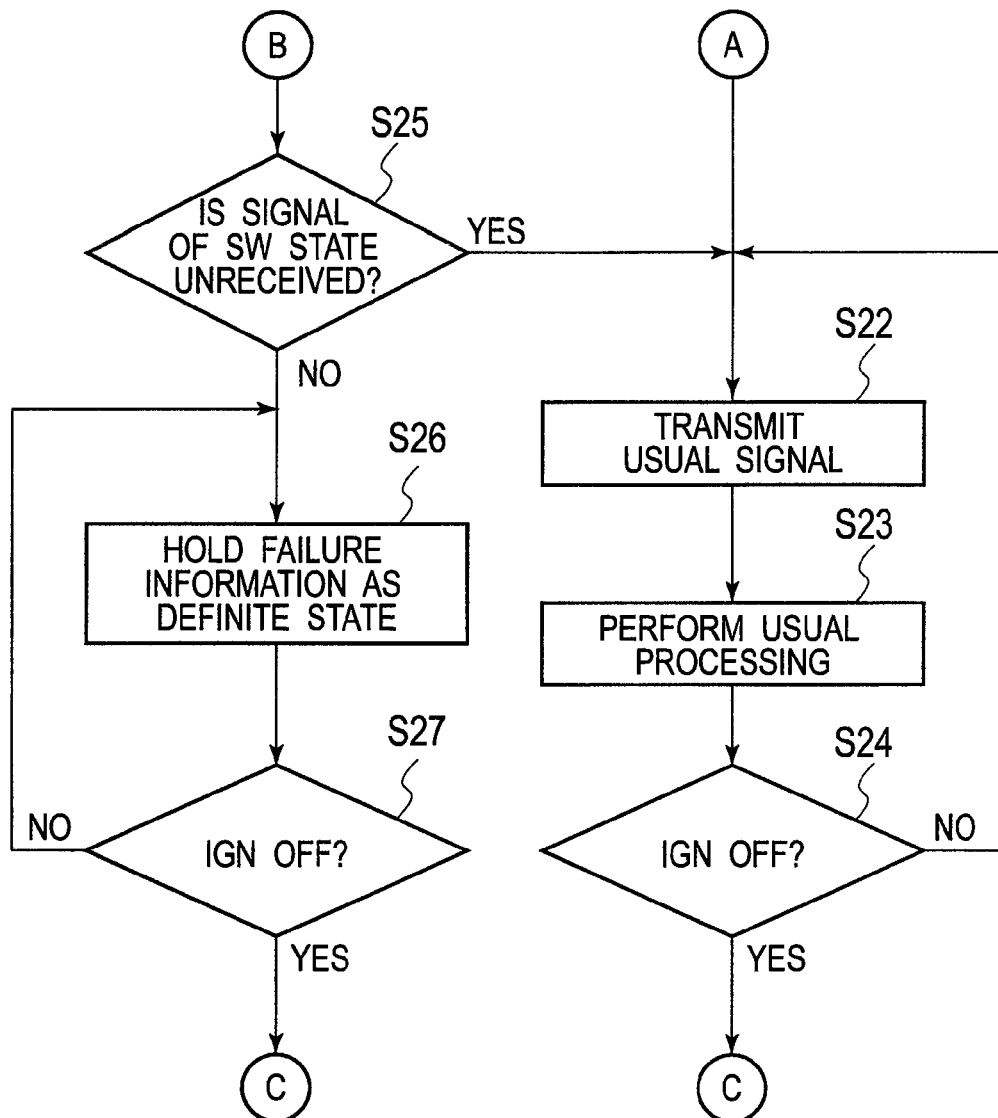 B
A
S25
IS SIGNAL
OF SW STATE
UNRECEIVED?
YES
NO
S22
TRANSMIT
USUAL SIGNAL
S26
HOLD FAILURE
INFORMATION AS
DEFINITE STATE
S23
PERFORM USUAL
PROCESSING
S27
IGN OFF?
NO
YES
S24
IGN OFF?
NO
YES
C
C